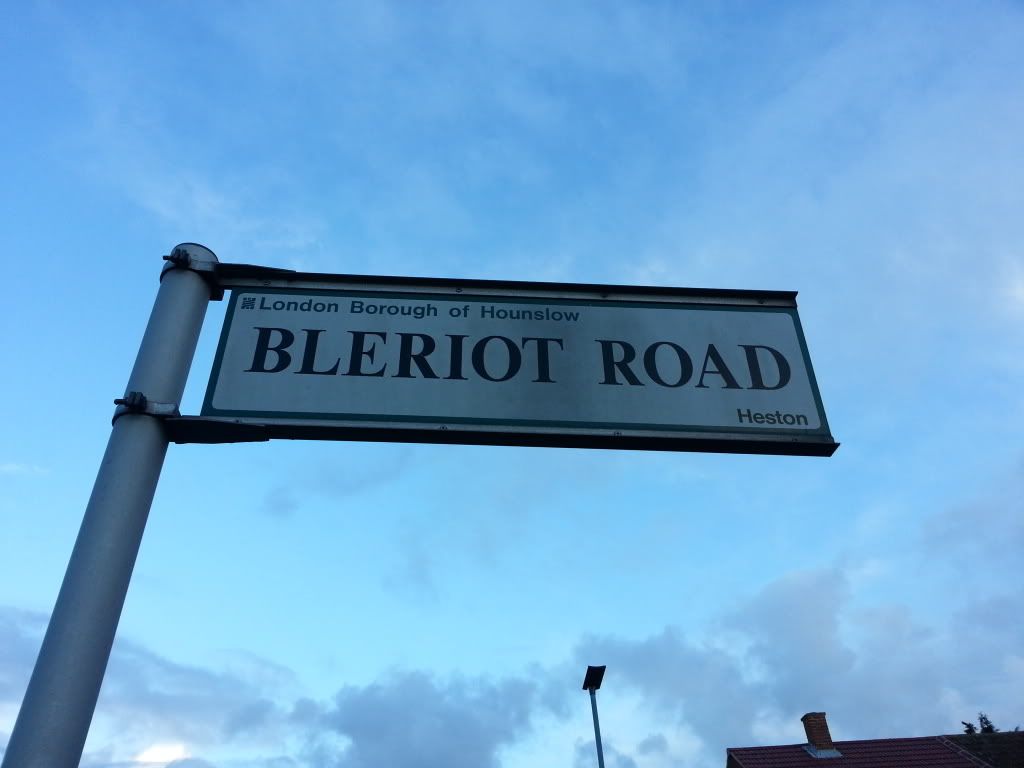 London Borough of Hounslow
BLERIOT ROAD
Heston